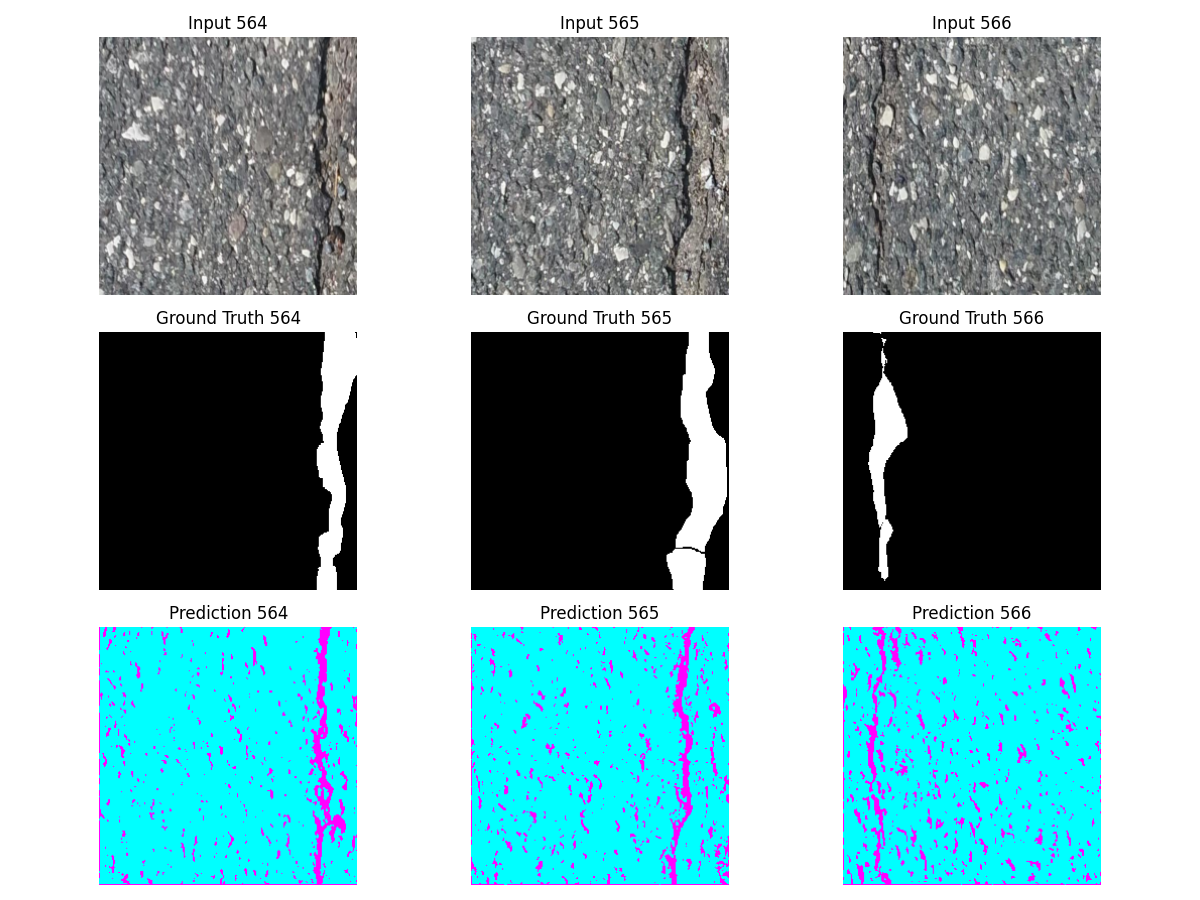 Input 564
Input 565
Input 566
Ground Truth 564
Ground Truth 565
Ground Truth 566
Prediction 564
Prediction 565
Prediction 566